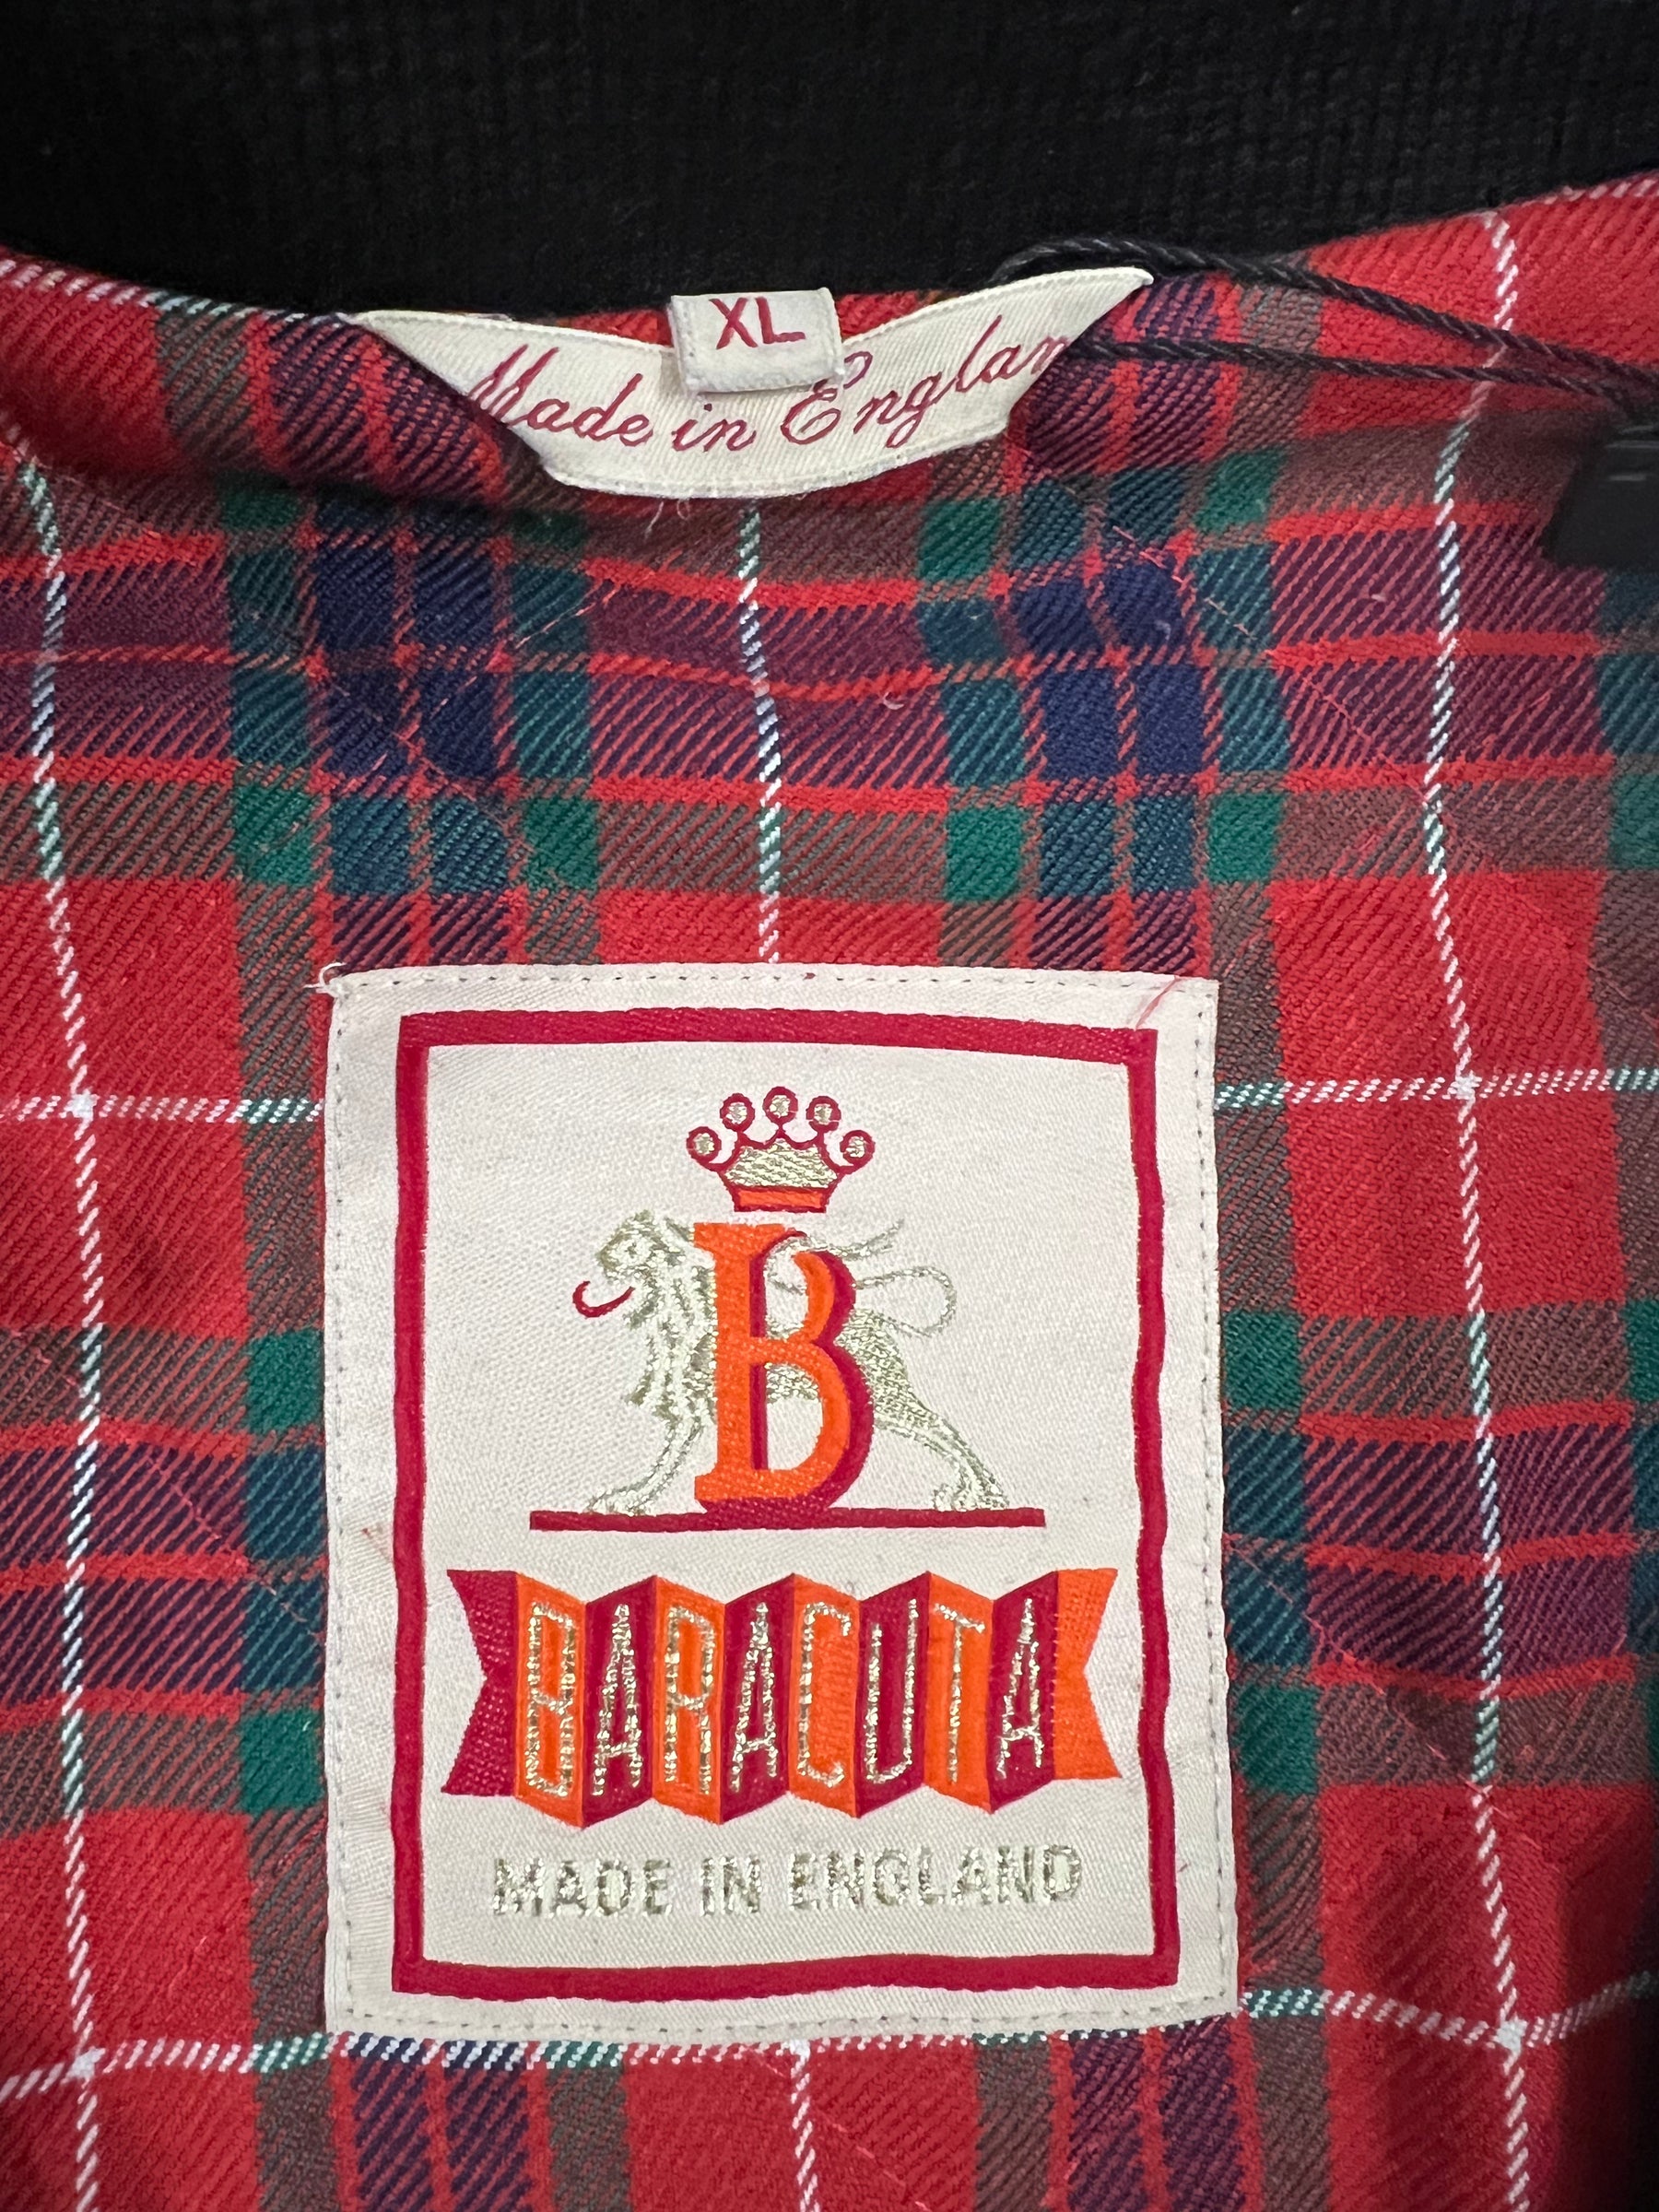 XL
Made in Englan
B
BARACUTA
MADE IN ENGLAND